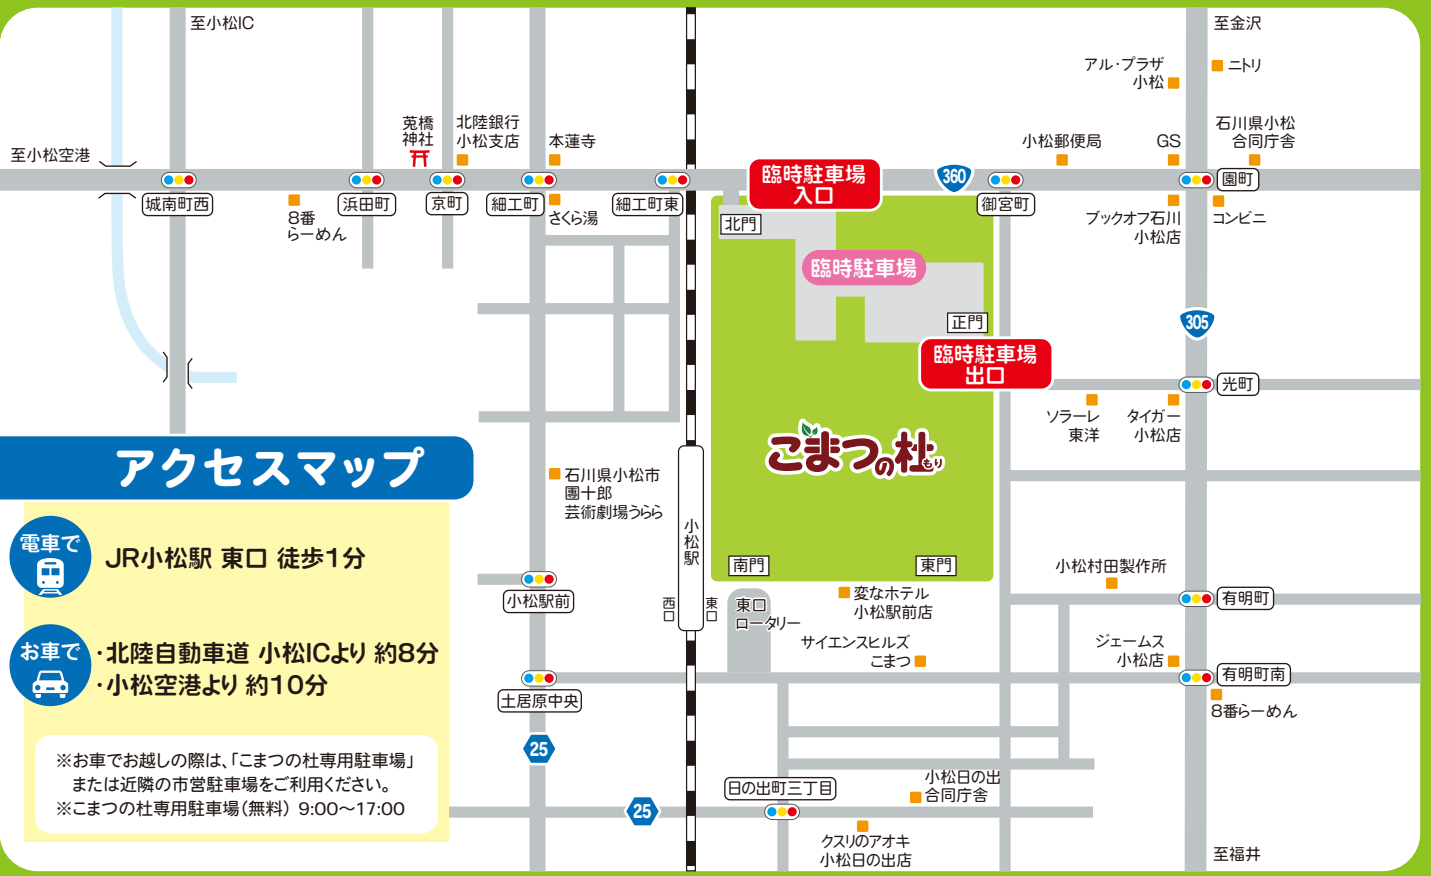 至小松IC
至金沢
アル・プラザ
小松
ニトリ
莵橋
神社
北陸銀行
小松支店
本蓮寺
小松郵便局
GS
石川県小松
合同庁舎
至小松空港
臨時駐車場
入口
360
園町
城南町西
浜田町
京町
細工町
細工町東
御宮町
8番
らーめん
さくら湯
北門
ブックオフ石川
小松店
コンビニ
臨時駐車場
正門
305
臨時駐車場
出口
光町
ソラーレ
東洋
タイガー
小松店
こまつの杜
もり
アクセスマップ
石川県小松市
團十郎
芸術劇場うらら
小松駅
電車で
JR小松駅 東口 徒歩1分
南門
東門
小松村田製作所
小松駅前
西口
東口
東口
ロータリー
変なホテル
小松駅前店
有明町
お車で
・北陸自動車道 小松ICより 約8分
・小松空港より 約10分
サイエンスヒルズ
こまつ
ジェームス
小松店
有明町南
土居原中央
8番らーめん
25
※お車でお越しの際は、「こまつの杜専用駐車場」
または近隣の市営駐車場をご利用ください。
※こまつの杜専用駐車場(無料) 9:00〜17:00
日の出町三丁目
小松日の出
合同庁舎
25
クスリのアオキ
小松日の出店
至福井